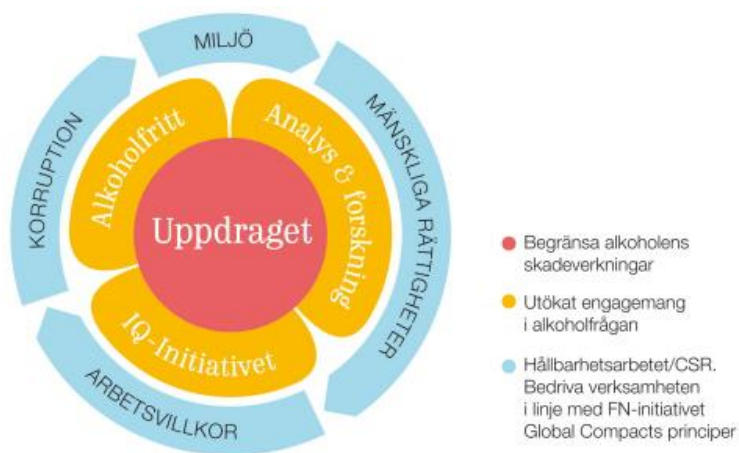 MILJÖ
MÄNSKLIGA RÄTTIGHETER
ARBETSVILLKOR
KORRUPTION
Alkoholfritt
Analys & forskning
IQ-Initiativet
Uppdraget
Begränsa alkoholens
skadeverkningar
Utökat engagemang
i alkoholfrågan
Hållbarhetsarbetet/CSR.
Bedriva verksamheten
i linje med FN-initiativet
Global Compacts principer